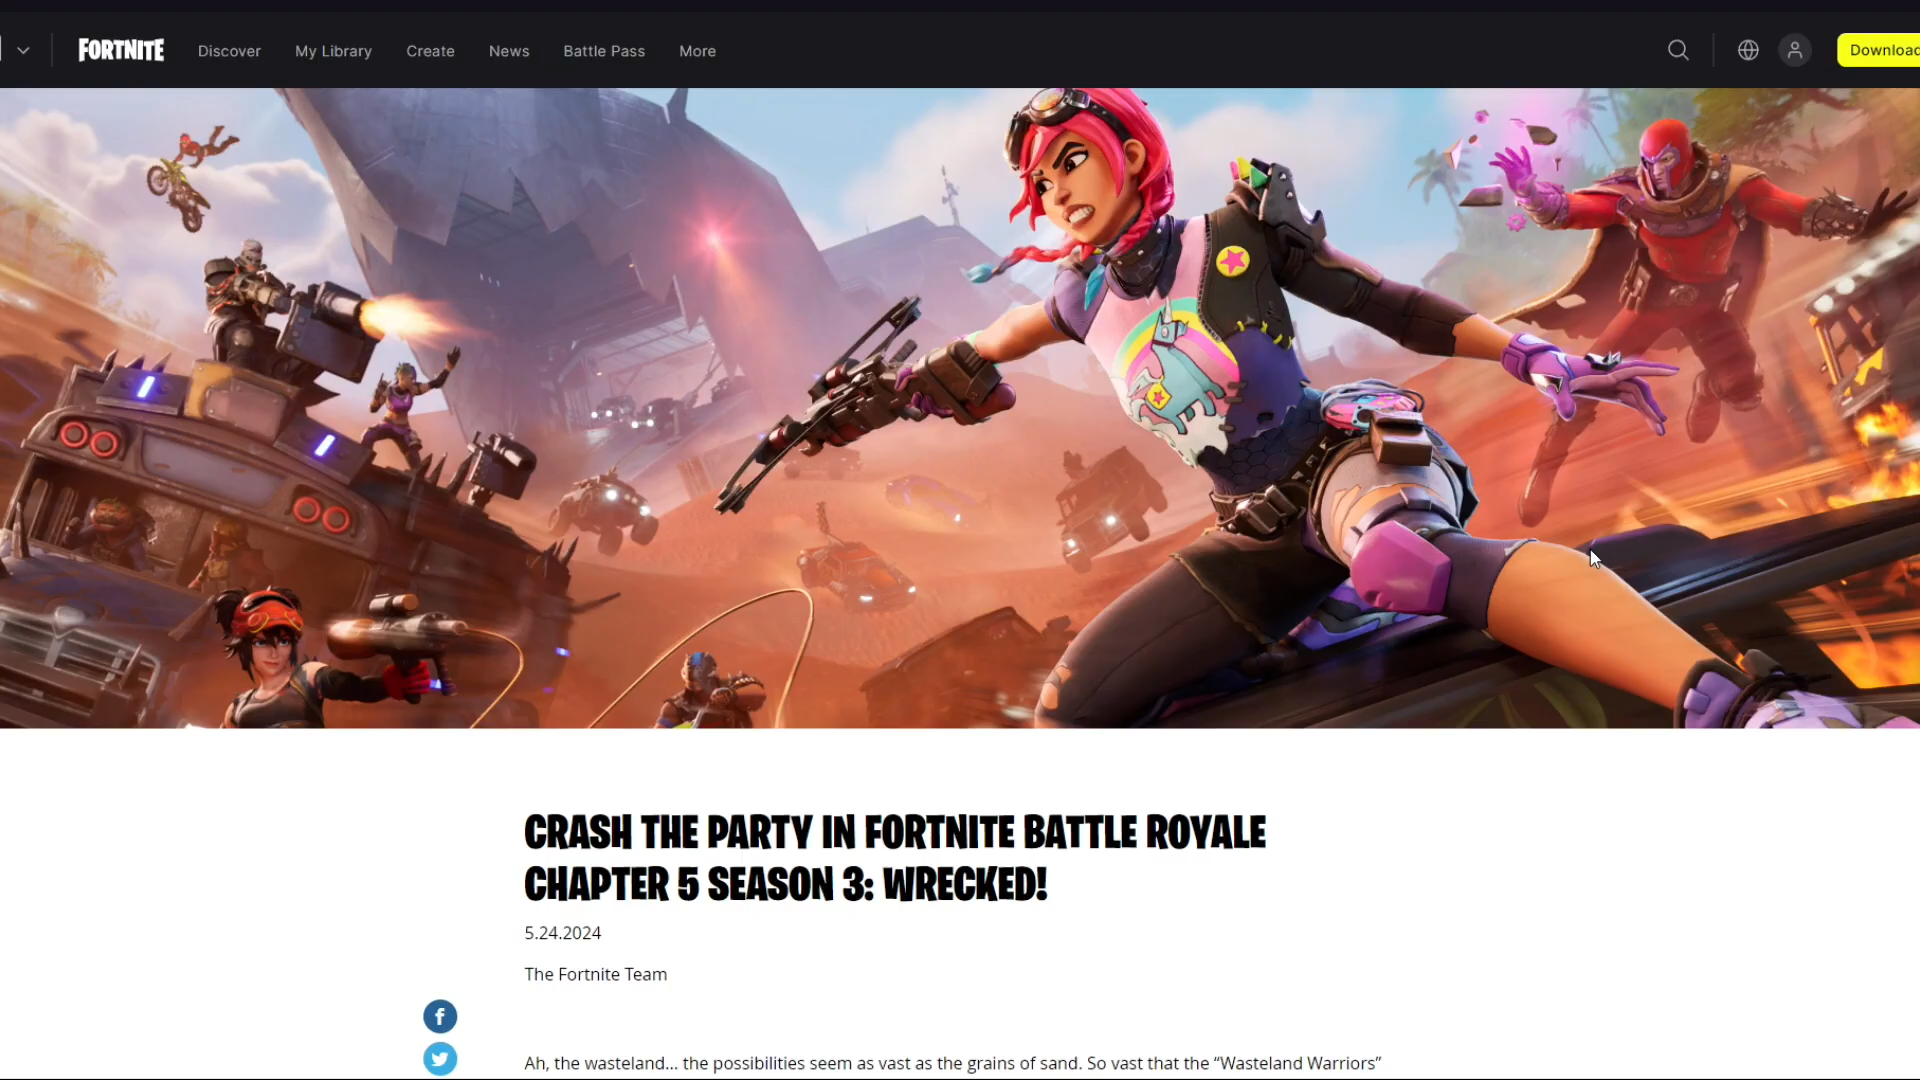 FORTNITE Discover My Library Create News Battle Pass More Download
CRASH THE PARTY IN FORTNITE BATTLE ROYALE
CHAPTER 5 SEASON 3: WRECKED!
5.24.2024
The Fortnite Team
Ah, the wasteland... the possibilities seem as vast as the grains of sand. So vast that the “Wasteland Warriors”